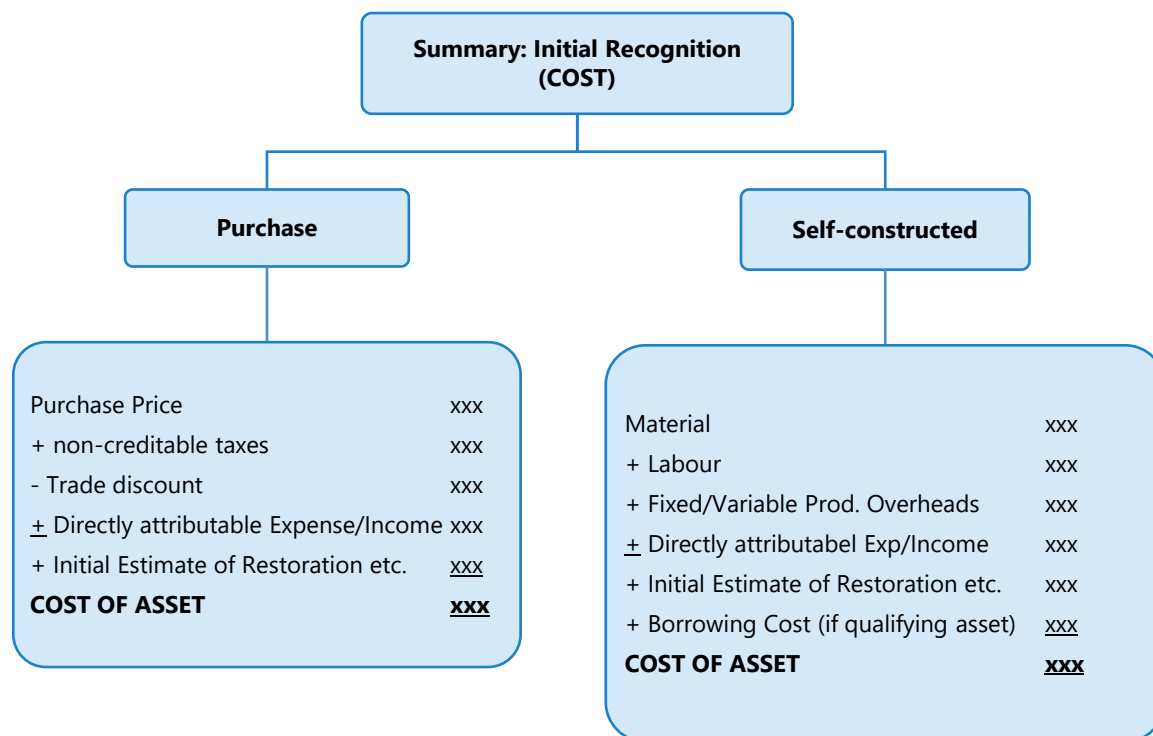 Summary: Initial Recognition
(COST)
Purchase
Self-constructed
Purchase Price xxx
+ non-creditable taxes xxx
- Trade discount xxx
+ Directly attributable Expense/Income xxx
+ Initial Estimate of Restoration etc. xxx
COST OF ASSET xxx
Material xxx
+ Labour xxx
+ Fixed/Variable Prod. Overheads xxx
+ Directly attributabel Exp/Income xxx
+ Initial Estimate of Restoration etc. xxx
+ Borrowing Cost (if qualifying asset) xxx
COST OF ASSET xxx